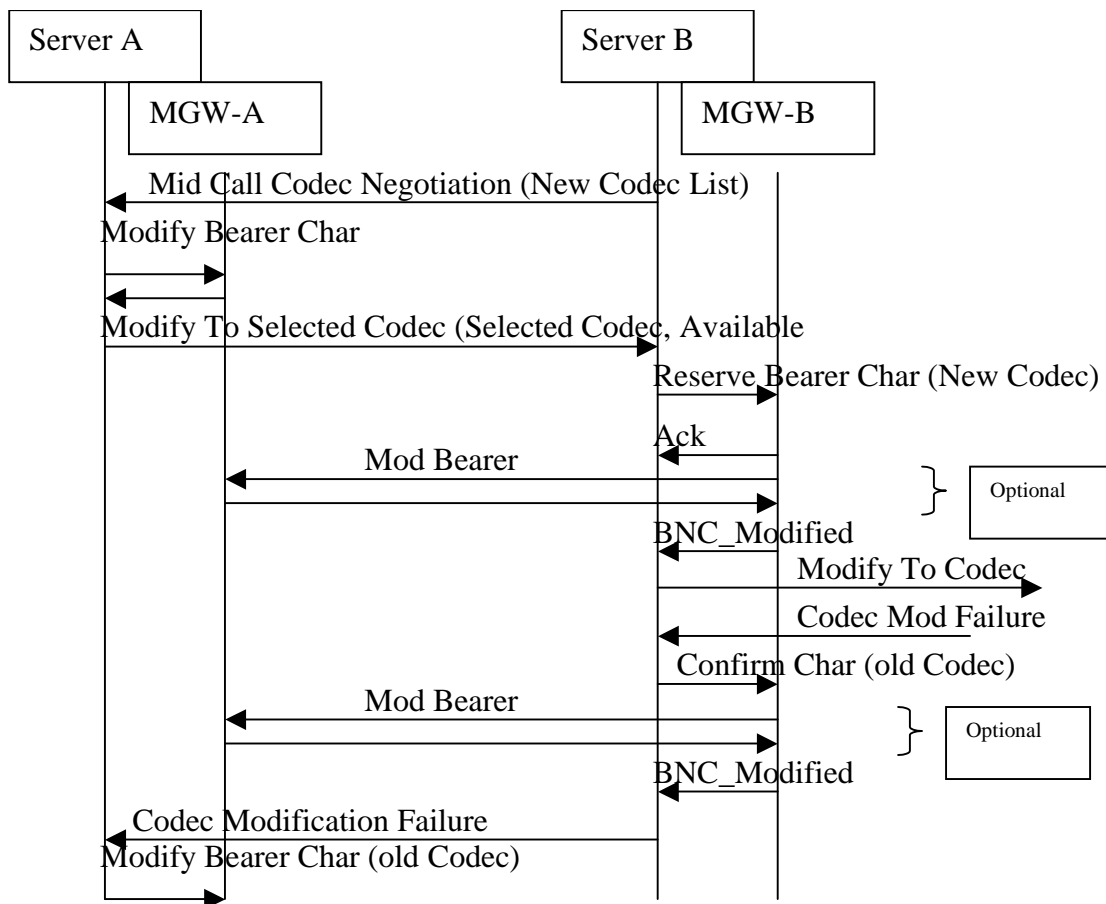 Server A
Server B
MGW-A
MGW-B
Mid Call Codec Negotiation (New Codec List)
Modify Bearer Char
Modify To Selected Codec (Selected Codec, Available
Reserve Bearer Char (New Codec)
Ack
Mod Bearer
Optional
BNC_Modified
Modify To Codec
Codec Mod Failure
Confirm Char (old Codec)
Mod Bearer
Optional
BNC_Modified
Codec Modification Failure
Modify Bearer Char (old Codec)